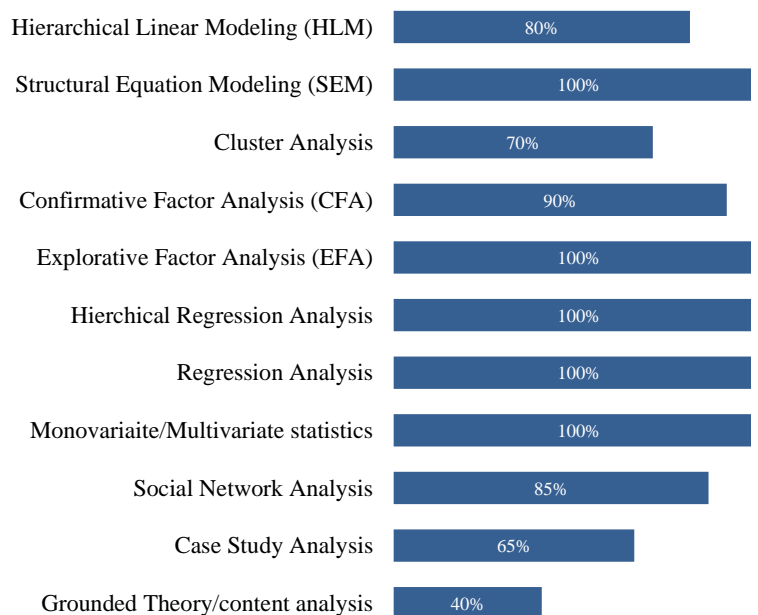 Hierarchical Linear Modeling (HLM) 80%
Structural Equation Modeling (SEM) 100%
Cluster Analysis 70%
Confirmative Factor Analysis (CFA) 90%
Explorative Factor Analysis (EFA) 100%
Hierchical Regression Analysis 100%
Regression Analysis 100%
Monovariaite/Multivariate statistics 100%
Social Network Analysis 85%
Case Study Analysis 65%
Grounded Theory/content analysis 40%